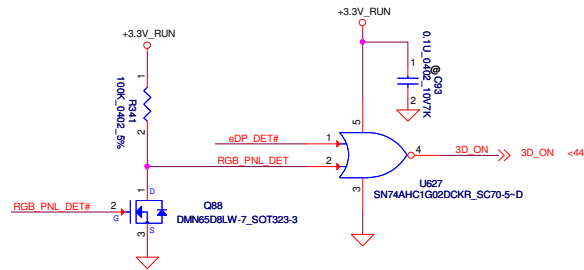 +3.3V_RUN
+3.3V_RUN
1
R341
100K_0402_5%
2
1
@ C93
0.1U_0402_10V7K
2
5
eDP_DET#
1
RGB_PNL_DET
2
4
3D_ON
3D_ON
<44
3
U627
SN74AHC1G02DCKR_SC70-5~D
1
D
RGB_PNL_DET#
2
G
Q88
DMN65D8LW-7_SOT323-3
3
S